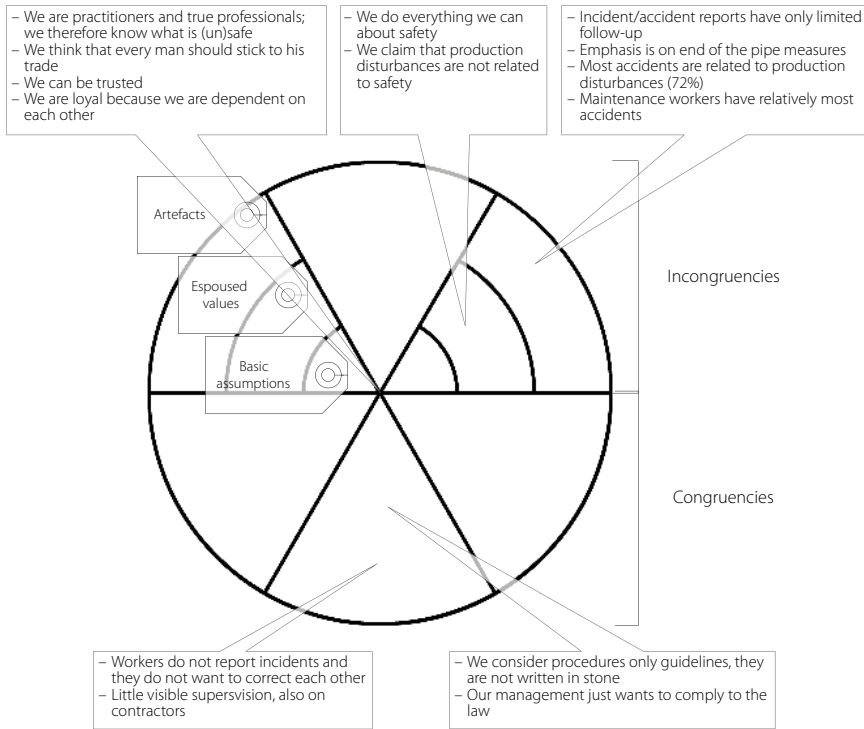 – We are practitioners and true professionals;
we therefore know what is (un)safe
– We think that every man should stick to his
trade
– We can be trusted
– We are loyal because we are dependent on
each other
– We do everything we can
about safety
– We claim that production
disturbances are not related
to safety
– Incident/accident reports have only limited
follow-up
– Emphasis is on end of the pipe measures
– Most accidents are related to production
disturbances (72%)
– Maintenance workers have relatively most
accidents
Artefacts
Espoused
values
Basic
assumptions
Incongruencies
Congruencies
– Workers do not report incidents and
they do not want to correct each other
– Little visible supersvision, also on
contractors
– We consider procedures only guidelines, they
are not written in stone
– Our management just wants to comply to the
law